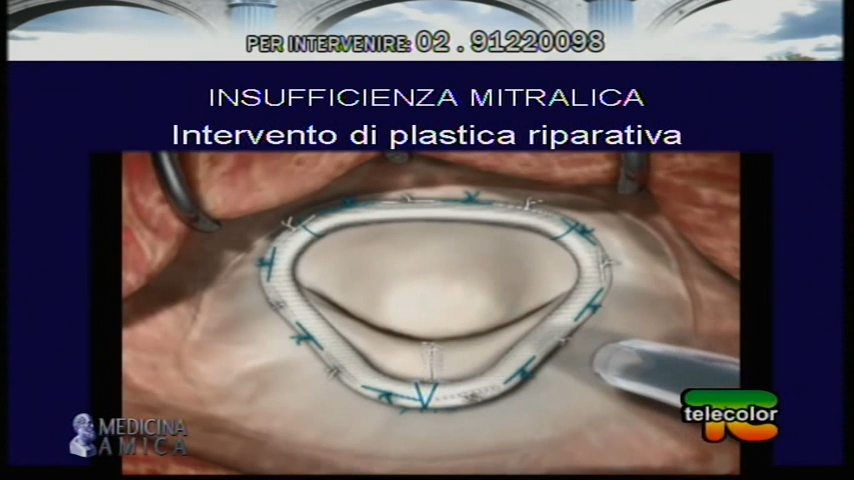 PER INTERVENIRE: 02 . 91220098
INSUFFICIENZA MITRALICA
Intervento di plastica riparativa
MEDICINA
AMICA
telecolor